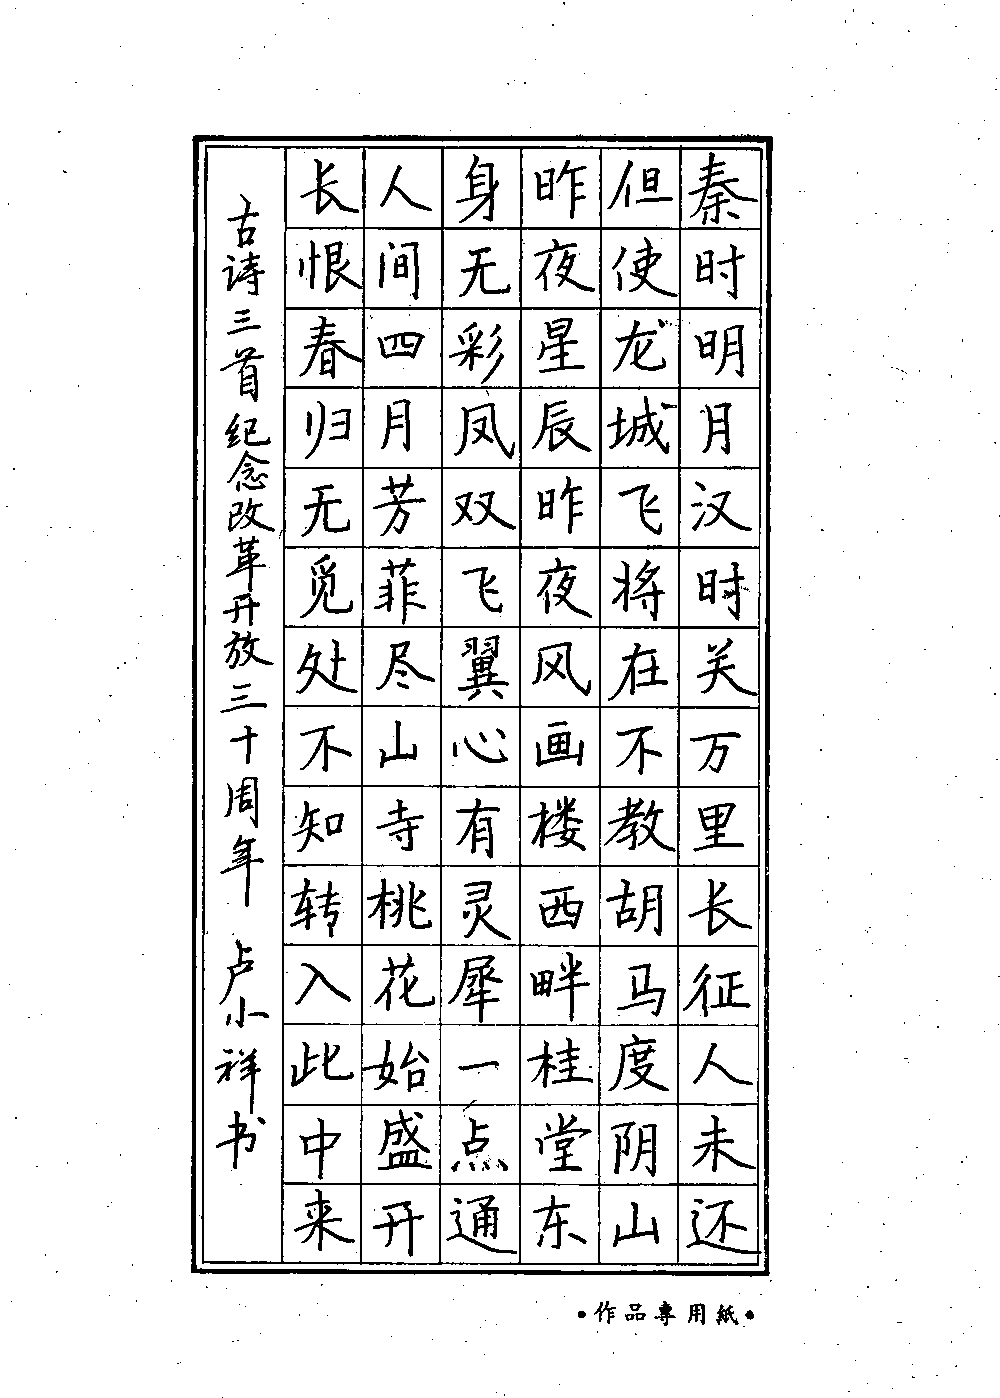 秦时明月汉时关万里长征人未还
但使龙城飞将在不教胡马度阴山
昨夜星辰昨夜风画楼西畔桂堂东
身无彩凤双飞翼心有灵犀一点通
人间四月芳菲尽山寺桃花始盛开
长恨春归无觅处不知转入此中来
古诗三首纪念改革开放三十周年 卢小祥书
•作品專用紙•